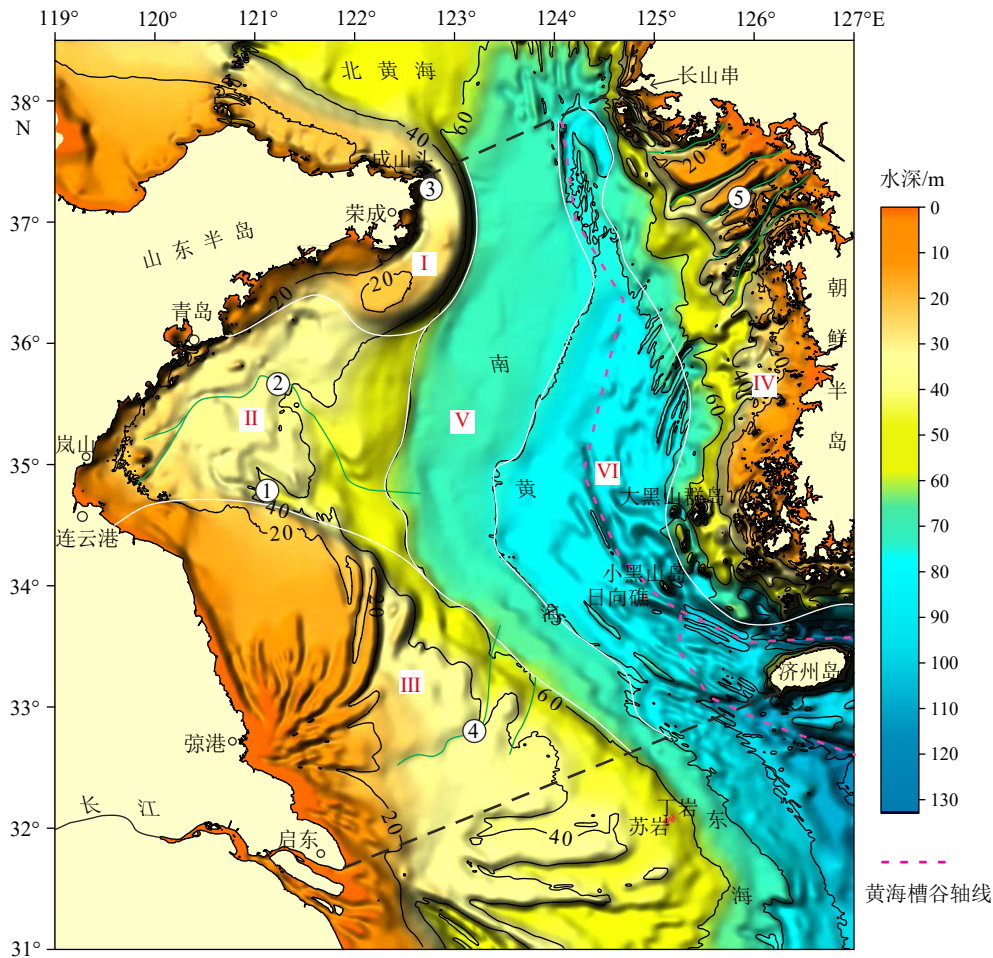 119° 120° 121° 122° 123° 124° 125° 126° 127°E
38°
N
37°
36°
35°
34°
33°
32°
31°
北 黄 海
长山串
40
60
20
成山头
③
⑤
荣成
山 东 半 岛
I
20
20
青岛
朝 鲜 半 岛
南 黄 海
②
II
V
IV
20
40
60
岚山
VI
①
大黑山群岛
40
20
连云港
小黑山岛
日向礁
20
III
济州岛
60
④
弥港
长 江
20
启东
40
丁岩
苏岩
东 海
水深/m
0
10
20
30
40
50
60
70
80
90
100
110
120
130
黄海槽谷轴线